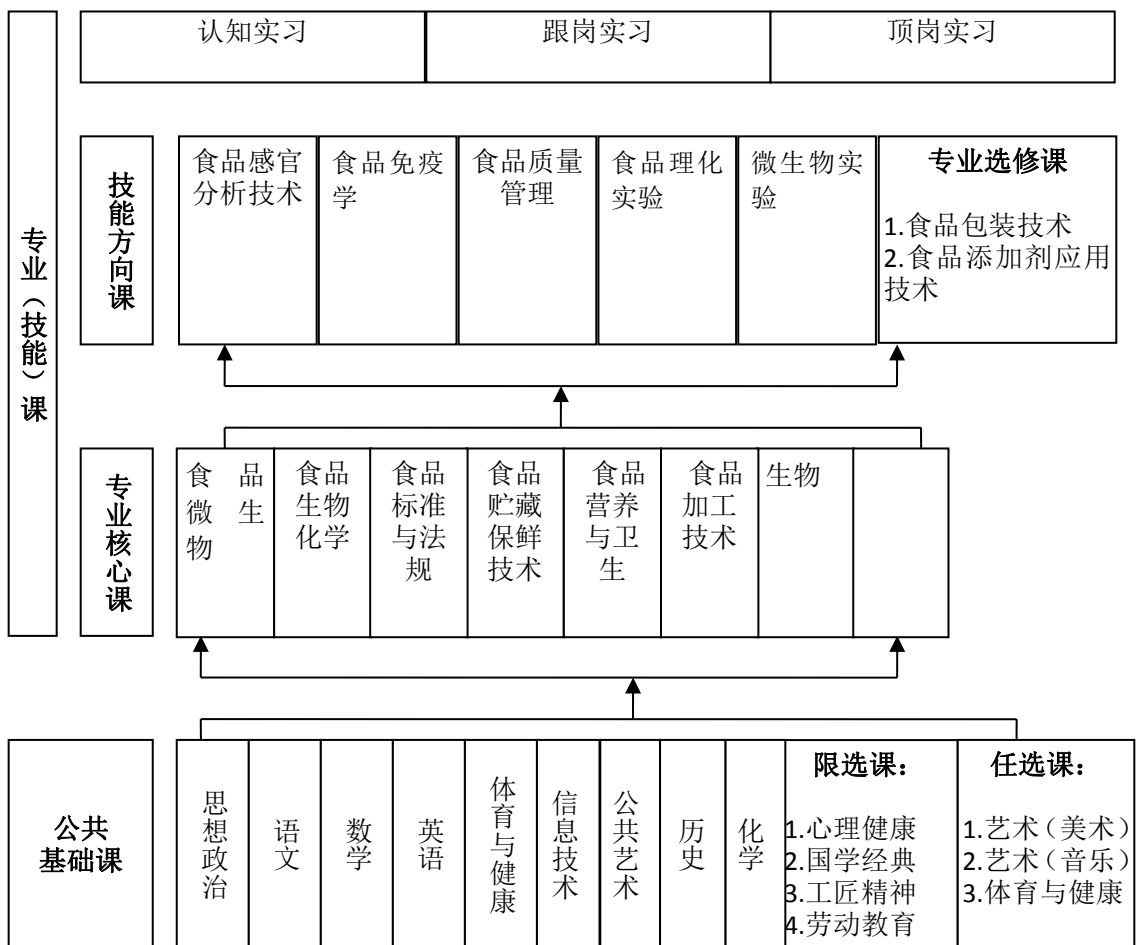 认知实习
跟岗实习
顶岗实习
专业（技能）课
技能方向课
食品感官
分析技术
食品免疫
学
食品质量
管理
食品理化
实验
微生物实
验
专业选修课
1.食品包装技术
2.食品添加剂应用
技术
专业核心课
食品
微生
物
食品
生物
化学
食品
标准
与法
规
食品
贮藏
保鲜
技术
食品
营养
与卫
生
食品
加工
技术
生物
公共
基础课
思想政治
语文
数学
英语
体育与健康
信息技术
公共艺术
历史
化学
限选课：
1.心理健康
2.国学经典
3.工匠精神
4.劳动教育
任选课：
1.艺术（美术）
2.艺术（音乐）
3.体育与健康